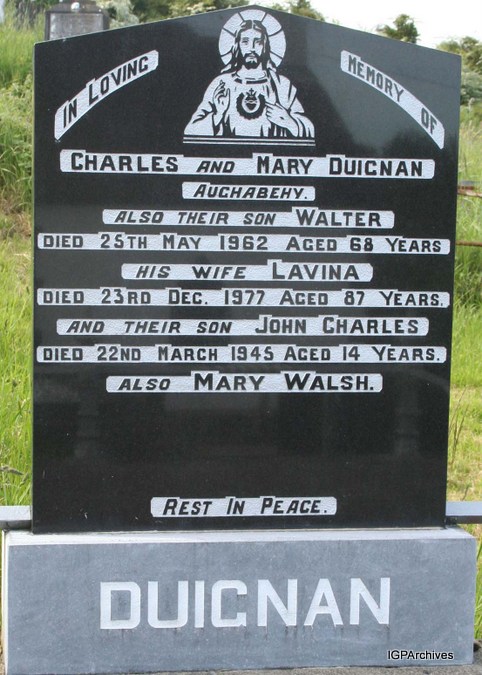 IN LOVING
MEMORY OF
CHARLES AND MARY DUIGNAN
AUCHABEHY.
ALSO THEIR SON WALTER
DIED 25TH MAY 1962 AGED 68 YEARS
HIS WIFE LAVINA
DIED 23RD DEC. 1977 AGED 87 YEARS.
AND THEIR SON JOHN CHARLES
DIED 22ND MARCH 1945 AGED 14 YEARS.
ALSO MARY WALSH.
REST IN PEACE.
DUIGNAN
IGPArchives